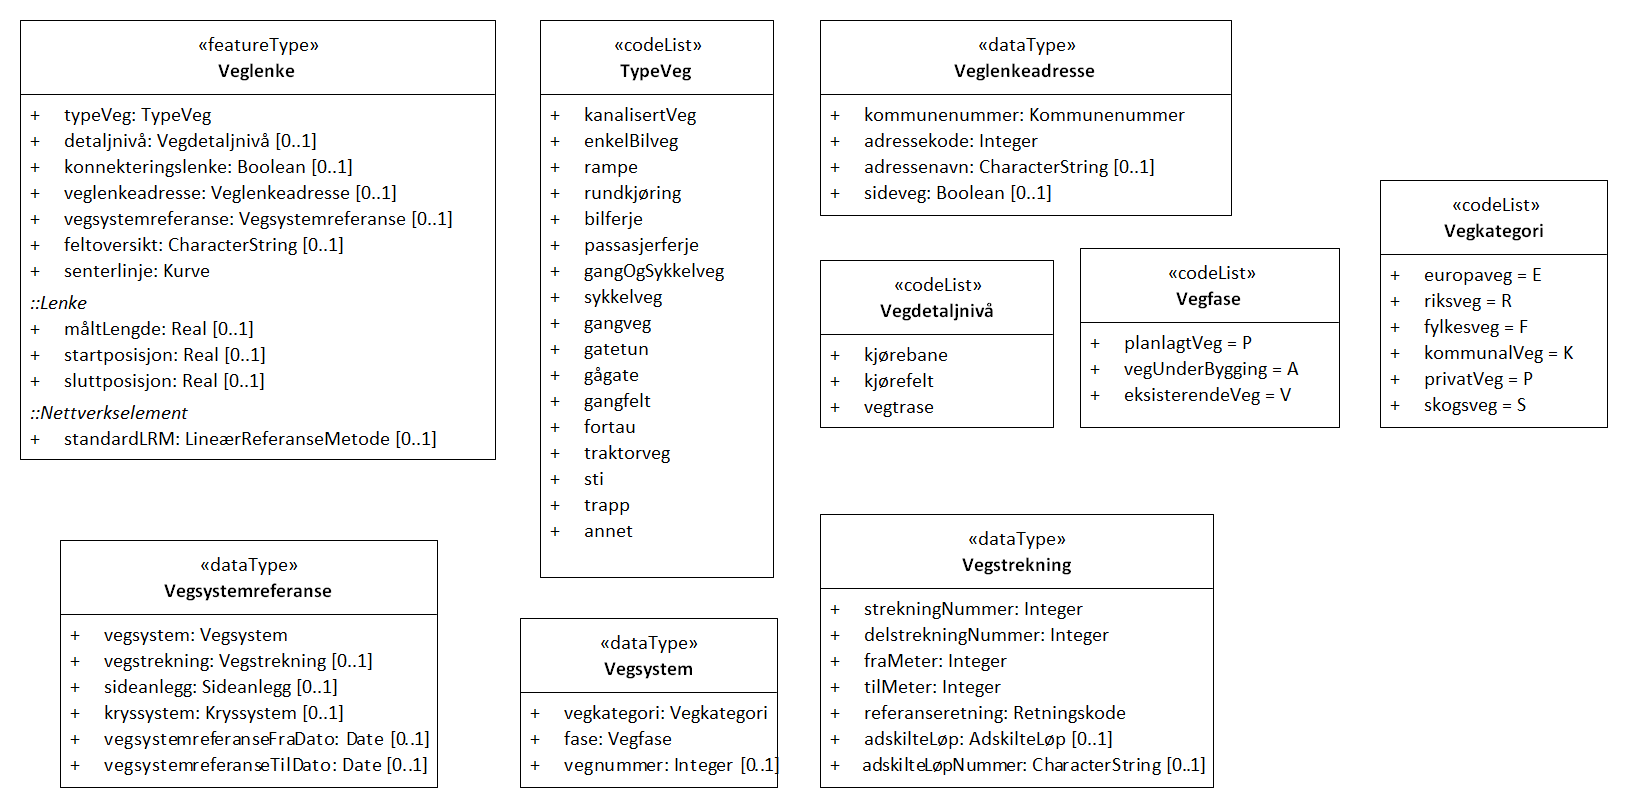 «featureType»
Veglenke
+ typeVeg: TypeVeg
+ detaljnivå: Vegdetaljnivå [0..1]
+ konnekteringslenke: Boolean [0..1]
+ veglenkeadresse: Veglenkeadresse [0..1]
+ vegsystemreferanse: Vegsystemreferanse [0..1]
+ feltoversikt: CharacterString [0..1]
+ senterlinje: Kurve
::Lenke
+ måltLengde: Real [0..1]
+ startposisjon: Real [0..1]
+ sluttposisjon: Real [0..1]
::Nettverkselement
+ standardLRM: LineærReferanseMetode [0..1]
«codeList»
TypeVeg
+ kanalisertVeg
+ enkelBilveg
+ rampe
+ rundkjøring
+ bilferje
+ passasjerferje
+ gangOgSykkelveg
+ sykkelveg
+ gangveg
+ gatetun
+ gågate
+ gangfelt
+ fortau
+ traktorveg
+ sti
+ trapp
+ annet
«dataType»
Veglenkeadresse
+ kommunenummer: Kommunenummer
+ adressekode: Integer
+ adressenavn: CharacterString [0..1]
+ sideveg: Boolean [0..1]
«codeList»
Vegdetaljnivå
+ kjørebane
+ kjørefelt
+ vegtrase
«codeList»
Vegfase
+ planlagtVeg = P
+ vegUnderBygging = A
+ eksisterendeVeg = V
«codeList»
Vegkategori
+ europaveg = E
+ riksveg = R
+ fylkesveg = F
+ kommunalVeg = K
+ privatVeg = P
+ skogsveg = S
«dataType»
Vegsystemreferanse
+ vegsystem: Vegsystem
+ vegstrekning: Vegstrekning [0..1]
+ sideanlegg: Sideanlegg [0..1]
+ kryssystem: Kryssystem [0..1]
+ vegsystemreferanseFraDato: Date [0..1]
+ vegsystemreferanseTilDato: Date [0..1]
«dataType»
Vegsystem
+ vegkategori: Vegkategori
+ fase: Vegfase
+ vegnummer: Integer [0..1]
«dataType»
Vegstrekning
+ strekningNummer: Integer
+ delstrekningNummer: Integer
+ fraMeter: Integer
+ tilMeter: Integer
+ referanseretning: Retningskode
+ adskilteLøp: AdskilteLøp [0..1]
+ adskilteLøpNummer: CharacterString [0..1]